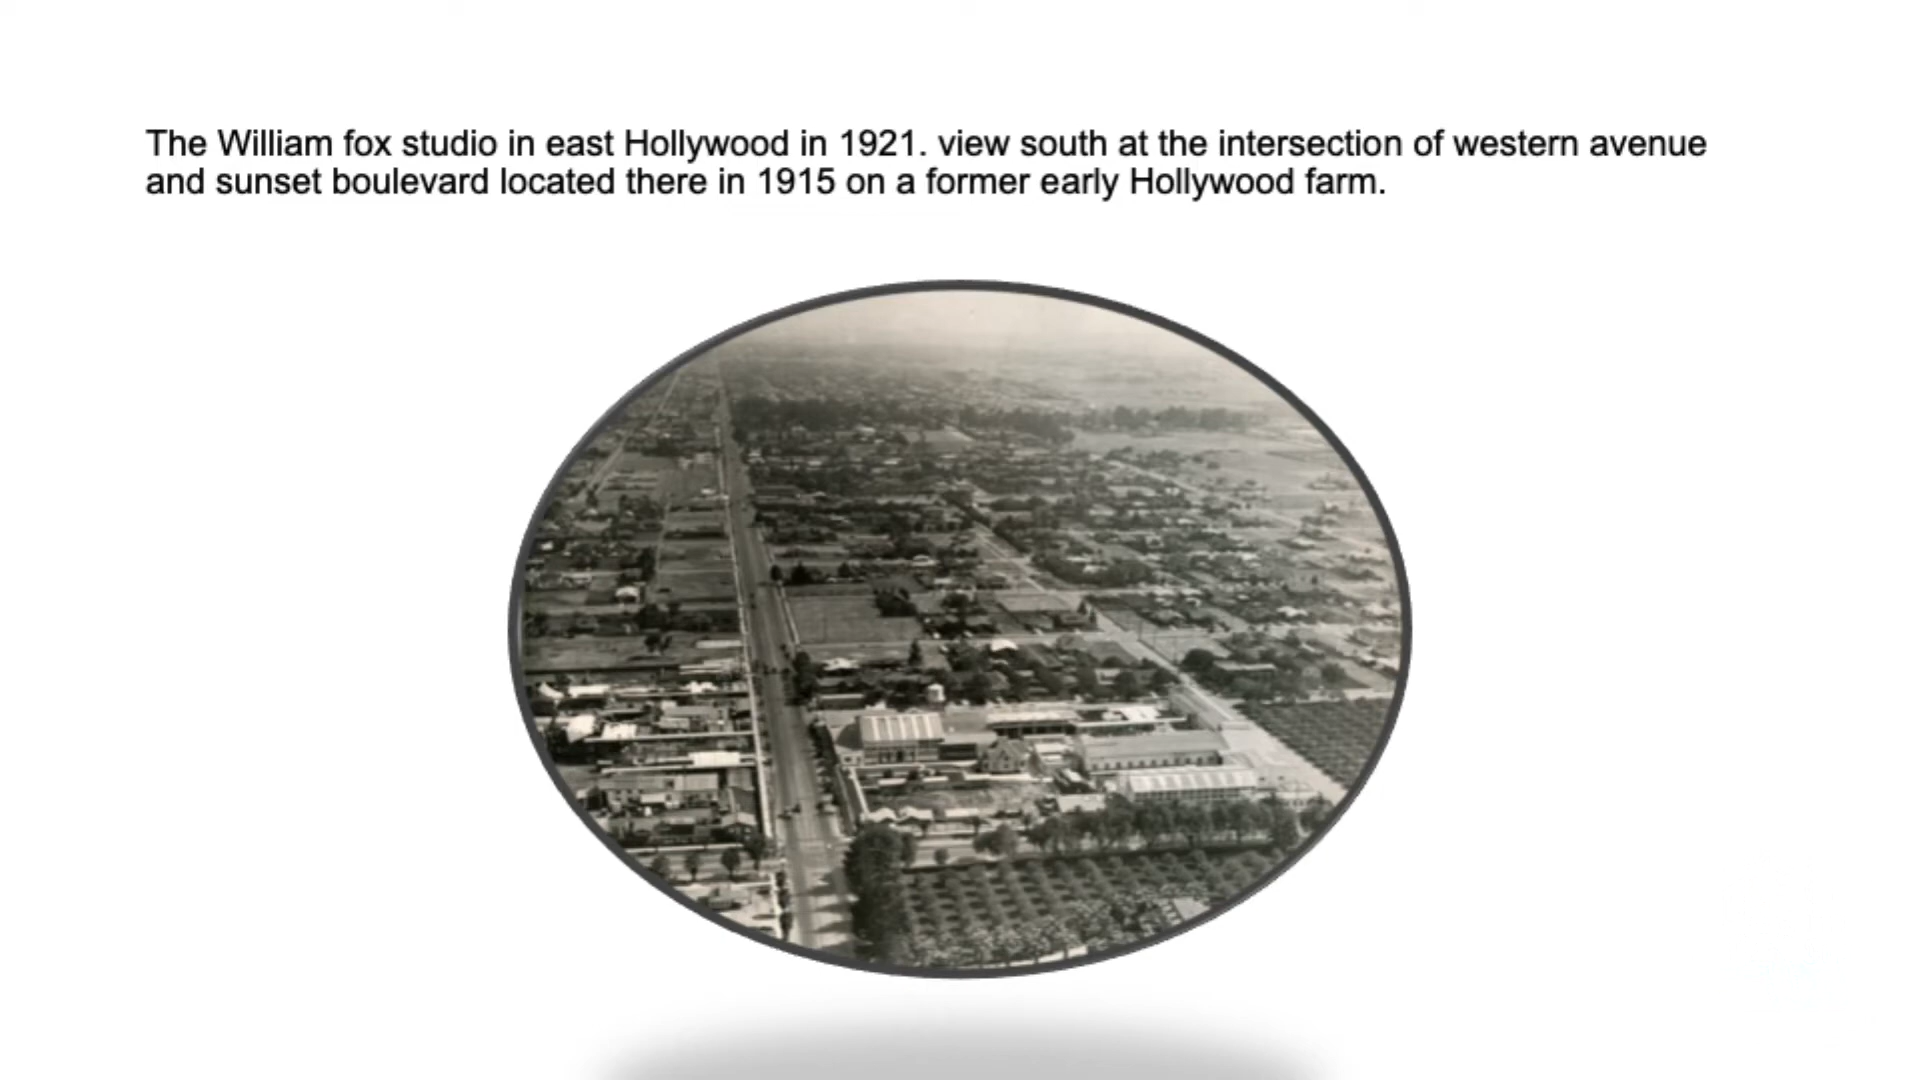 The William fox studio in east Hollywood in 1921. view south at the intersection of western avenue
and sunset boulevard located there in 1915 on a former early Hollywood farm.